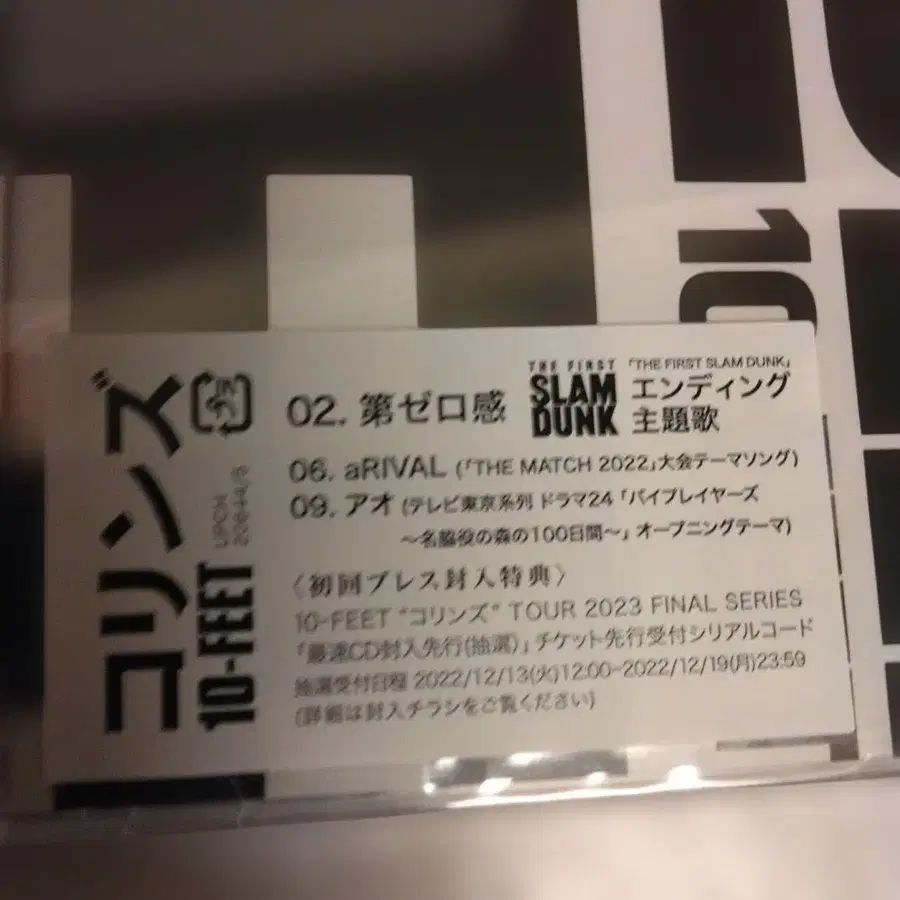 コリンズ
10-FEET
プラ
02. 第ゼロ感
THE FIRST
SLAM
DUNK
「THE FIRST SLAM DUNK」
エンディング
主題歌
06. aRIVAL (「THE MATCH 2022」大会テーマソング)
09. アオ (テレビ東京系列 ドラマ24「バイプレイヤーズ
〜名脇役の森の100日間〜」オープニングテーマ)
〈初回プレス封入特典〉
10-FEET "コリンズ" TOUR 2023 FINAL SERIES
「最速CD封入先行(抽選)」チケット先行受付シリアルコード
抽選受付日程 2022/12/13(火)12:00~2022/12/19(月)23:59
(詳細は封入チラシをご覧ください)
10